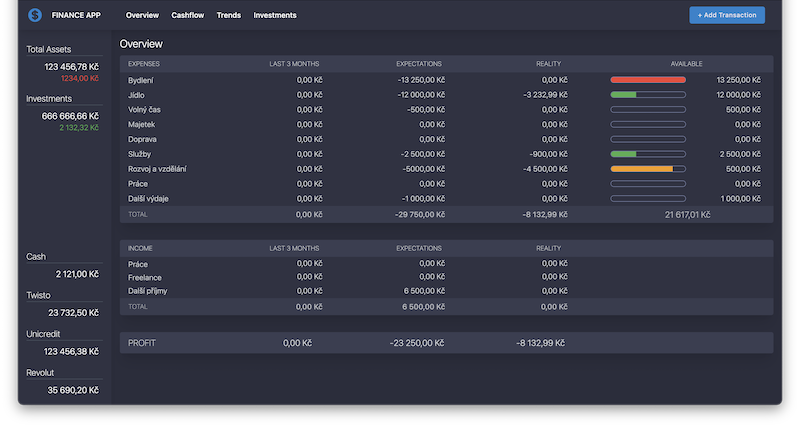 FINANCE APP Overview Cashflow Trends Investments + Add Transaction
Total Assets
123 456,78 Kč
1234,00 Kč
Investments
666 666,66 Kč
2 132,32 Kč
Cash
2 121,00 Kč
Twisto
23 732,50 Kč
Unicredit
123 456,38 Kč
Revolut
35 690,20 Kč
Overview
EXPENSES LAST 3 MONTHS EXPECTATIONS REALITY AVAILABLE
Bydlení 0,00 Kč -13 250,00 Kč 0,00 Kč 13 250,00 Kč
Jídlo 0,00 Kč -12 000,00 Kč -3 232,99 Kč 12 000,00 Kč
Volný čas 0,00 Kč -500,00 Kč 0,00 Kč 500,00 Kč
Majetek 0,00 Kč 0,00 Kč 0,00 Kč 0,00 Kč
Doprava 0,00 Kč 0,00 Kč 0,00 Kč 0,00 Kč
Služby 0,00 Kč -2 500,00 Kč -900,00 Kč 2 500,00 Kč
Rozvoj a vzdělání 0,00 Kč -5000,00 Kč -4 500,00 Kč 500,00 Kč
Práce 0,00 Kč 0,00 Kč 0,00 Kč 0,00 Kč
Další výdaje 0,00 Kč -1 000,00 Kč 0,00 Kč 1 000,00 Kč
TOTAL 0,00 Kč -29 750,00 Kč -8 132,99 Kč 21 617,01 Kč
INCOME LAST 3 MONTHS EXPECTATIONS REALITY
Práce 0,00 Kč 0,00 Kč 0,00 Kč
Freelance 0,00 Kč 0,00 Kč 0,00 Kč
Další příjmy 0,00 Kč 6 500,00 Kč 0,00 Kč
TOTAL 0,00 Kč 6 500,00 Kč 0,00 Kč
PROFIT 0,00 Kč -23 250,00 Kč -8 132,99 Kč